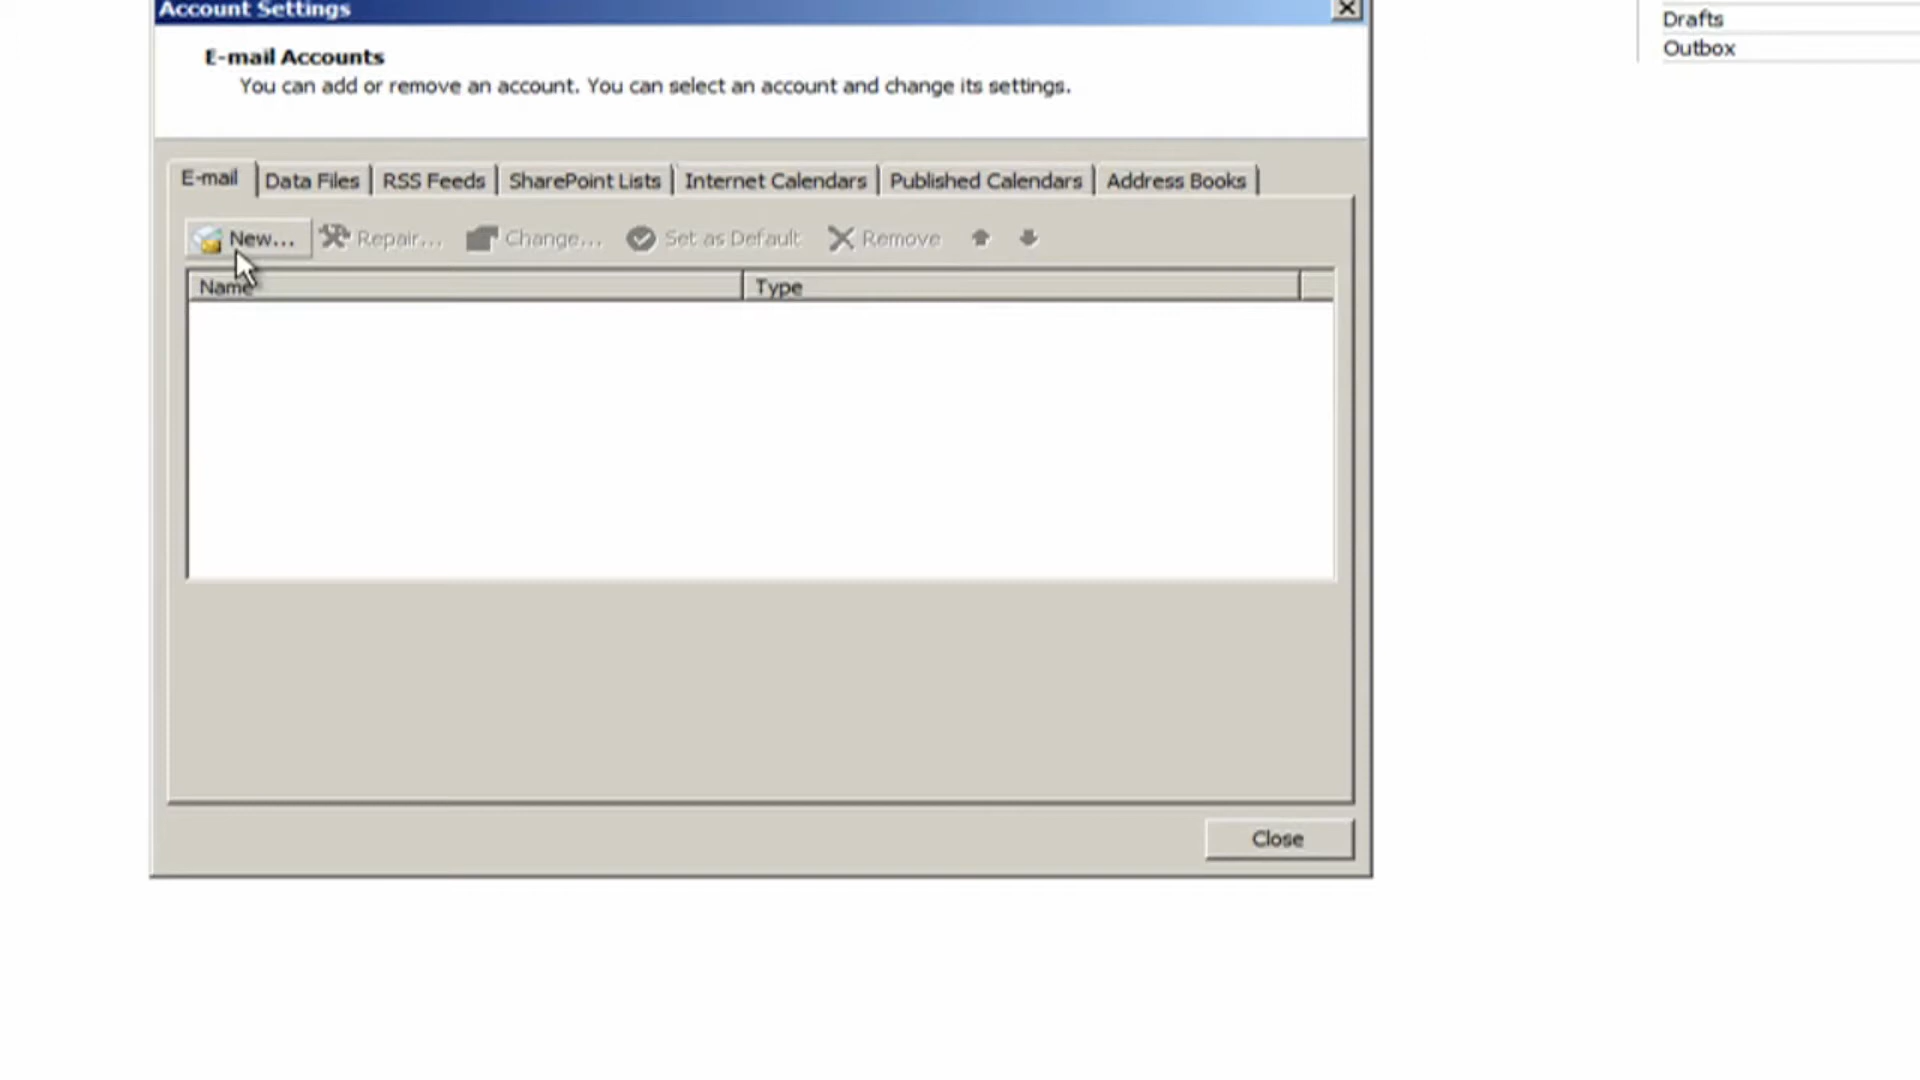 Account Settings
Drafts
Outbox
E-mail Accounts
You can add or remove an account. You can select an account and change its settings.
E-mail Data Files RSS Feeds SharePoint Lists Internet Calendars Published Calendars Address Books
New... Repair... Change... Set as Default Remove
Name Type
Close